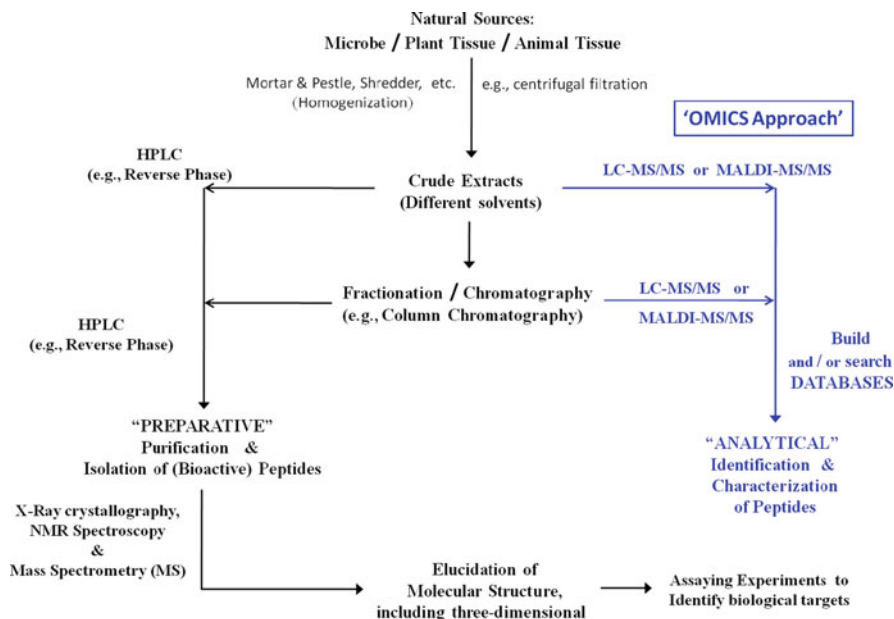 Natural Sources:
Microbe / Plant Tissue / Animal Tissue
Mortar & Pestle, Shredder, etc.
(Homogenization)
e.g., centrifugal filtration
'OMICS Approach'
HPLC
(e.g., Reverse Phase)
Crude Extracts
(Different solvents)
LC-MS/MS or MALDI-MS/MS
Fractionation / Chromatography
(e.g., Column Chromatography)
LC-MS/MS or
MALDI-MS/MS
HPLC
(e.g., Reverse Phase)
Build
and / or search
DATABASES
"PREPARATIVE"
Purification &
Isolation of (Bioactive) Peptides
"ANALYTICAL"
Identification &
Characterization
of Peptides
X-Ray crystallography,
NMR Spectroscopy
&
Mass Spectrometry (MS)
Elucidation of
Molecular Structure,
including three-dimensional
Assaying Experiments to
Identify biological targets